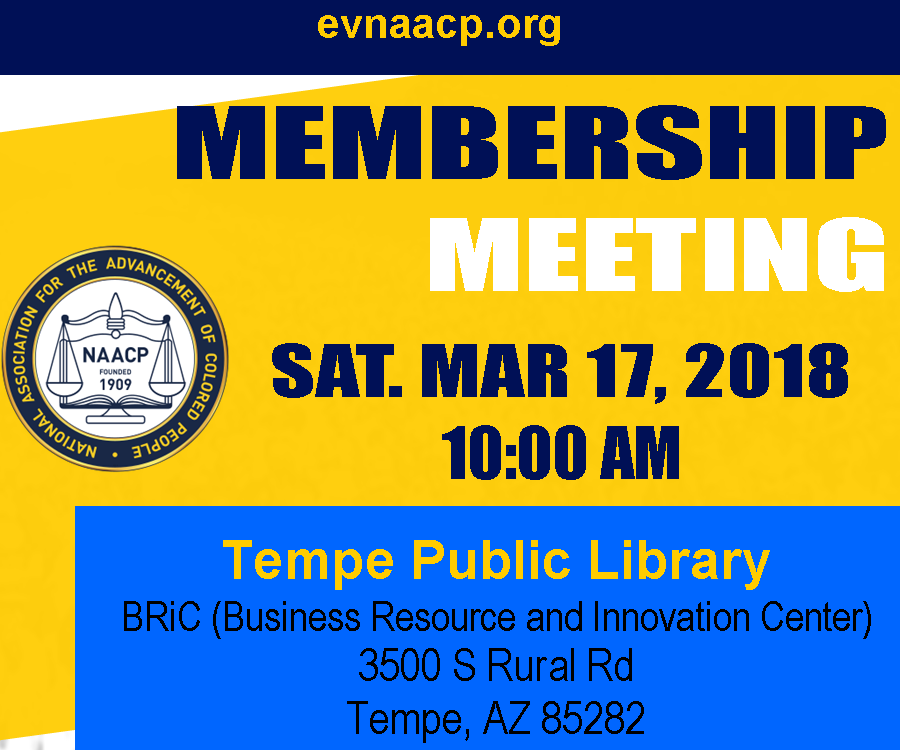 evnaacp.org
MEMBERSHIP
MEETING
NATIONAL ASSOCIATION FOR THE ADVANCEMENT OF COLORED PEOPLE •
NAACP
FOUNDED
1909
SAT. MAR 17, 2018
10:00 AM
Tempe Public Library
BRiC (Business Resource and Innovation Center)
3500 S Rural Rd
Tempe, AZ 85282